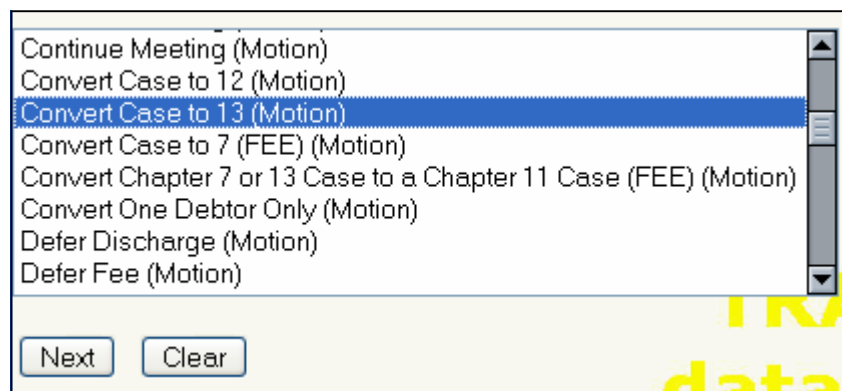 Continue Meeting (Motion)
Convert Case to 12 (Motion)
Convert Case to 13 (Motion)
Convert Case to 7 (FEE) (Motion)
Convert Chapter 7 or 13 Case to a Chapter 11 Case (FEE) (Motion)
Convert One Debtor Only (Motion)
Defer Discharge (Motion)
Defer Fee (Motion)
Next Clear
data